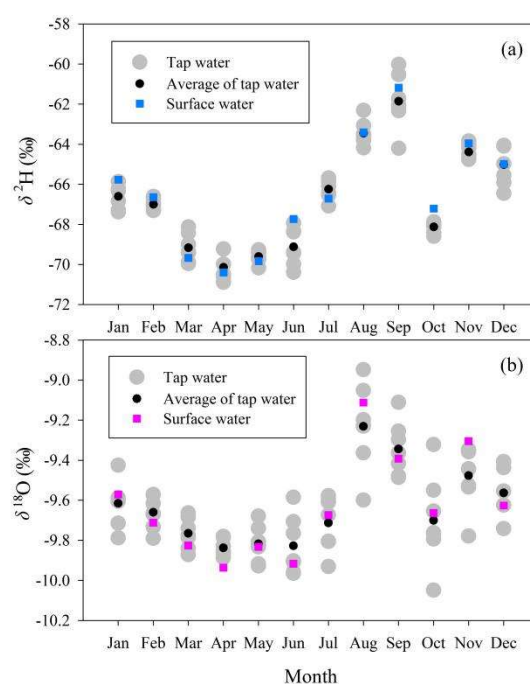 (a)
Tap water
Average of tap water
Surface water
δ ²H (‰)
-56
-58
-60
-62
-64
-66
-68
-70
-72
Jan Feb Mar Apr May Jun Jul Aug Sep Oct Nov Dec
(b)
Tap water
Average of tap water
Surface water
δ ¹⁸O (‰)
-8.8
-9.0
-9.2
-9.4
-9.6
-9.8
-10.0
-10.2
Jan Feb Mar Apr May Jun Jul Aug Sep Oct Nov Dec
Month